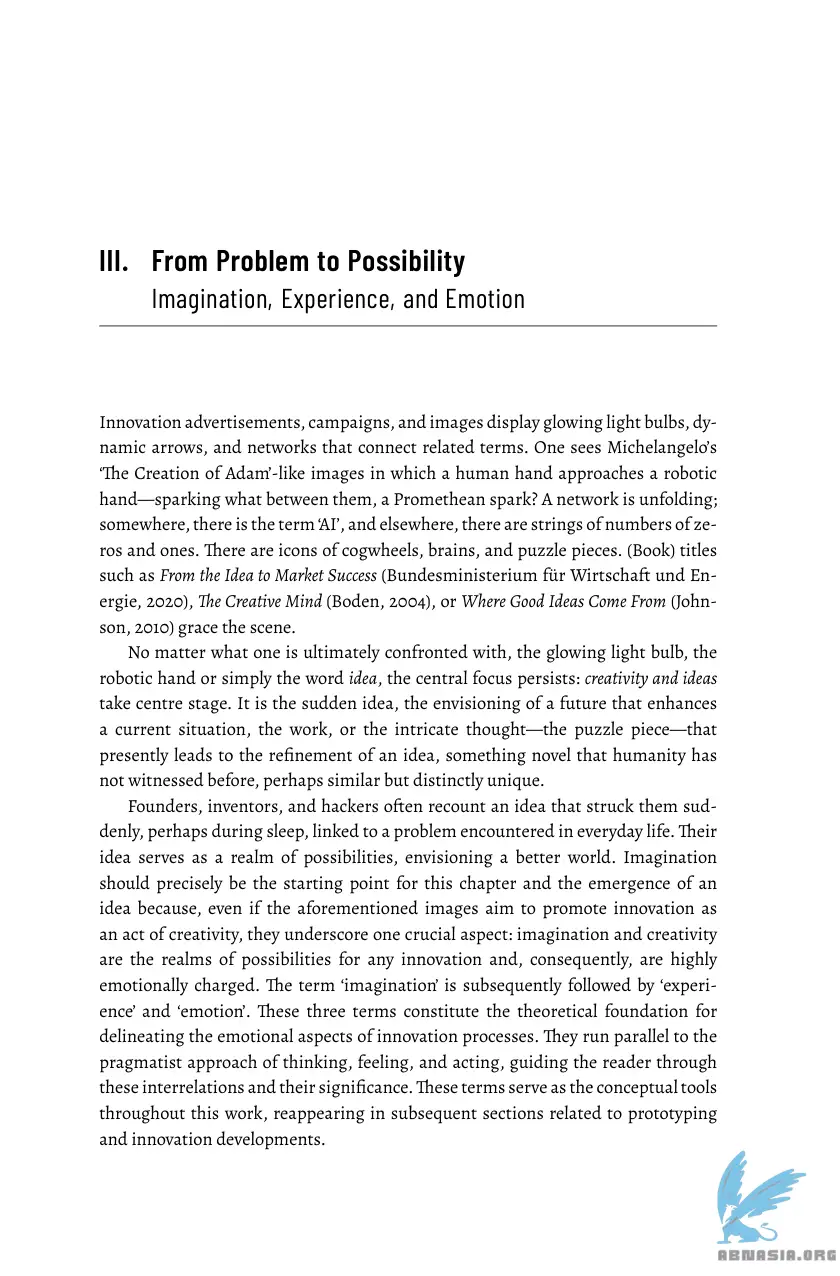 III. From Problem to Possibility
Imagination, Experience, and Emotion
Innovation advertisements, campaigns, and images display glowing light bulbs, dy-
namic arrows, and networks that connect related terms. One sees Michelangelo’s
‘The Creation of Adam’-like images in which a human hand approaches a robotic
hand—sparking what between them, a Promethean spark? A network is unfolding;
somewhere, there is the term ‘AI’, and elsewhere, there are strings of numbers of ze-
ros and ones. There are icons of cogwheels, brains, and puzzle pieces. (Book) titles
such as From the Idea to Market Success (Bundesministerium für Wirtschaft und En-
ergie, 2020), The Creative Mind (Boden, 2004), or Where Good Ideas Come From (John-
son, 2010) grace the scene.
No matter what one is ultimately confronted with, the glowing light bulb, the
robotic hand or simply the word idea, the central focus persists: creativity and ideas
take centre stage. It is the sudden idea, the envisioning of a future that enhances
a current situation, the work, or the intricate thought—the puzzle piece—that
presently leads to the refinement of an idea, something novel that humanity has
not witnessed before, perhaps similar but distinctly unique.
Founders, inventors, and hackers often recount an idea that struck them sud-
denly, perhaps during sleep, linked to a problem encountered in everyday life. Their
idea serves as a realm of possibilities, envisioning a better world. Imagination
should precisely be the starting point for this chapter and the emergence of an
idea because, even if the aforementioned images aim to promote innovation as
an act of creativity, they underscore one crucial aspect: imagination and creativity
are the realms of possibilities for any innovation and, consequently, are highly
emotionally charged. The term ‘imagination’ is subsequently followed by ‘experi-
ence’ and ‘emotion’. These three terms constitute the theoretical foundation for
delineating the emotional aspects of innovation processes. They run parallel to the
pragmatist approach of thinking, feeling, and acting, guiding the reader through
these interrelations and their significance. These terms serve as the conceptual tools
throughout this work, reappearing in subsequent sections related to prototyping
and innovation developments.
ABNASIA.ORG